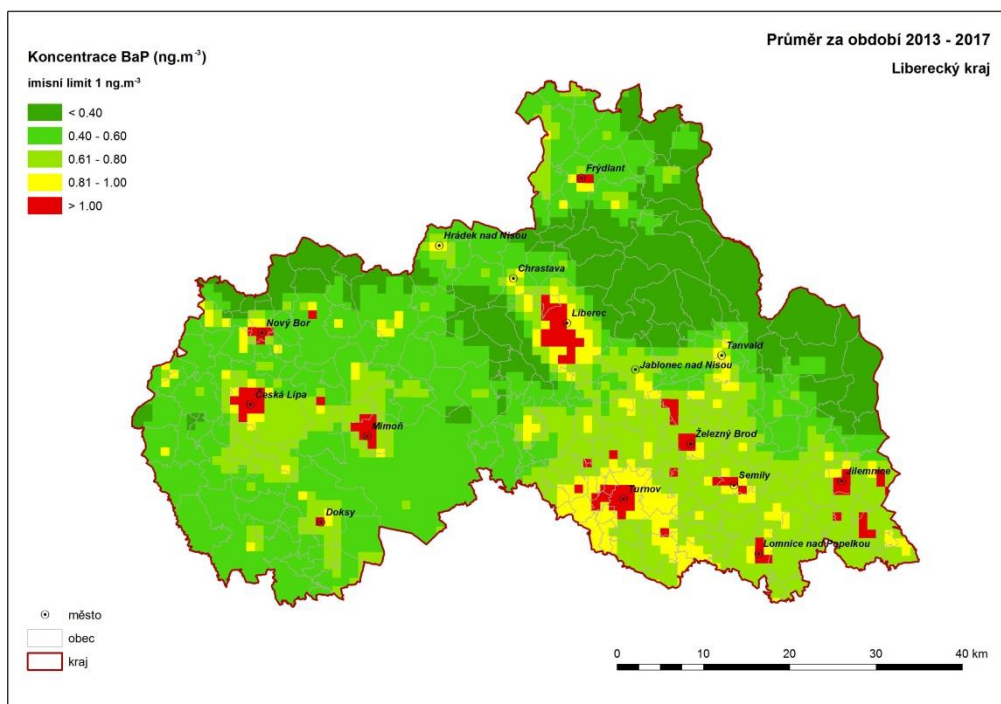 Průměr za období 2013 - 2017
Liberecký kraj
Koncentrace BaP (ng.m⁻³)
imisní limit 1 ng.m⁻³
< 0.40
0.40 - 0.60
0.61 - 0.80
0.81 - 1.00
> 1.00
Frýdlant
Hrádek nad Nisou
Chrastava
Liberec
Nový Bor
Tanvald
Jablonec nad Nisou
Česká Lípa
Mimoň
Železný Brod
Semily
Jilemnice
Turnov
Doksy
Lomnice nad Popelkou
město
obec
kraj
0 5 10 20 30 40 km